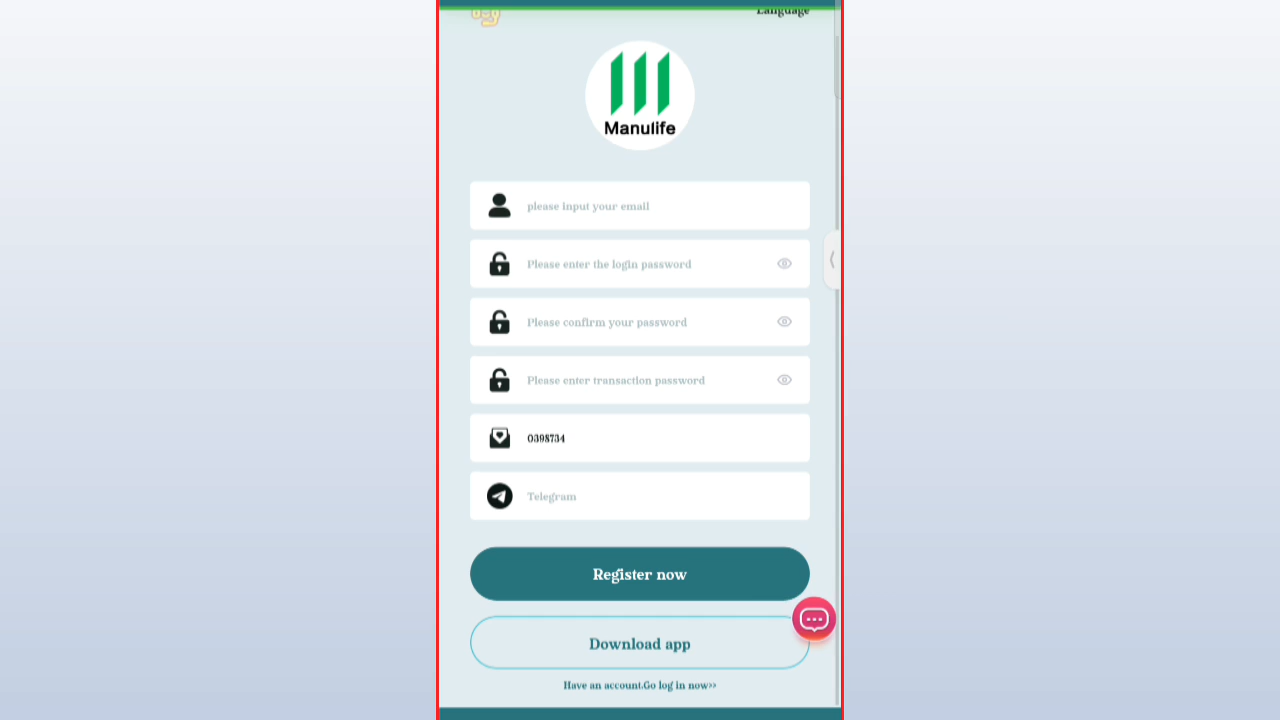 Language
Manulife
please input your email
Please enter the login password
Please confirm your password
Please enter transaction password
0398734
Telegram
Register now
Download app
Have an account.Go log in now>>